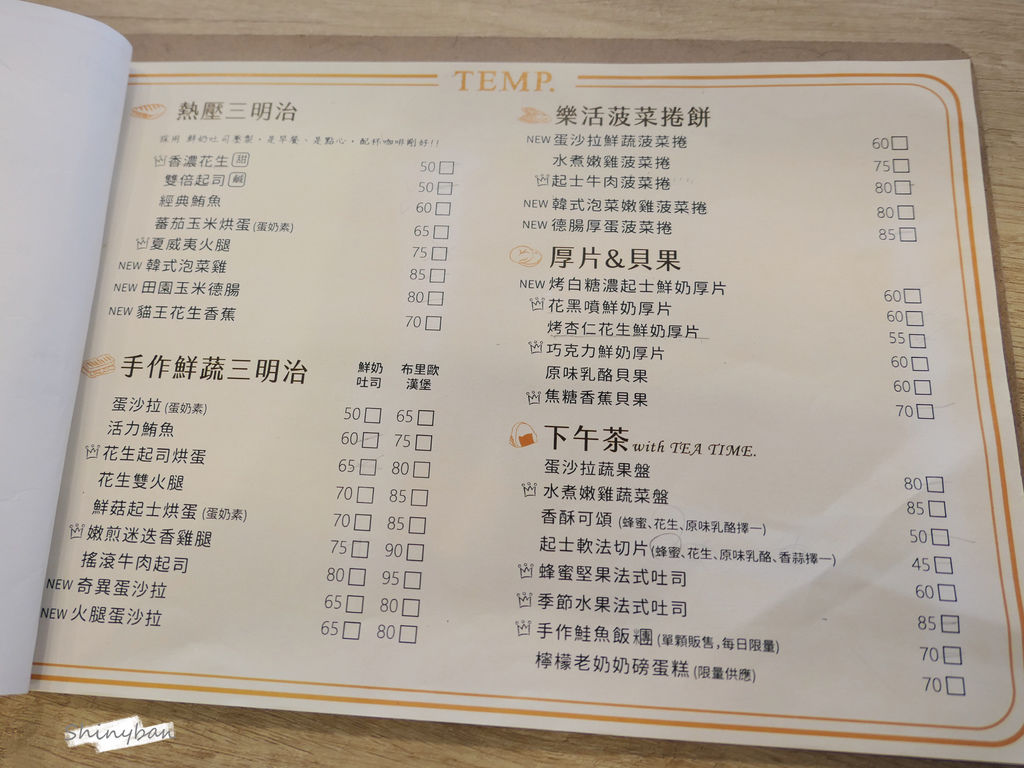 TEMP.
熱壓三明治
採用 鮮奶吐司壓製，是早餐、是點心，配杯咖啡剛好!!
香濃花生 甜 50
雙倍起司 鹹 50
經典鮪魚 60
蕃茄玉米烘蛋(蛋奶素) 65
夏威夷火腿 75
NEW 韓式泡菜雞 85
NEW 田園玉米德腸 80
NEW 貓王花生香蕉 70
手作鮮蔬三明治 鮮奶吐司 布里歐漢堡
蛋沙拉(蛋奶素) 50 65
活力鮪魚 60 75
花生起司烘蛋 65 80
花生雙火腿 70 85
鮮菇起士烘蛋(蛋奶素) 70 85
嫩煎迷迭香雞腿 75 90
搖滾牛肉起司 80 95
NEW 奇異蛋沙拉 65 80
NEW 火腿蛋沙拉 65 80
樂活菠菜捲餅
NEW 蛋沙拉鮮蔬菠菜捲 60
水煮嫩雞菠菜捲 75
起士牛肉菠菜捲 80
NEW 韓式泡菜嫩雞菠菜捲 80
NEW 德腸厚蛋菠菜捲 85
厚片&貝果
NEW 烤白糖濃起士鮮奶厚片 60
花黑噴鮮奶厚片 60
烤杏仁花生鮮奶厚片 55
巧克力鮮奶厚片 60
原味乳酪貝果 60
焦糖香蕉貝果 70
下午茶 with TEA TIME.
蛋沙拉蔬果盤 80
水煮嫩雞蔬菜盤 85
香酥可頌 (蜂蜜、花生、原味乳酪擇一) 50
起士軟法切片(蜂蜜、花生、原味乳酪、香蒜擇一) 45
蜂蜜堅果法式吐司 60
季節水果法式吐司 85
手作鮭魚飯糰 (單顆販售，每日限量) 70
檸檬老奶奶磅蛋糕 (限量供應) 70
shinyban